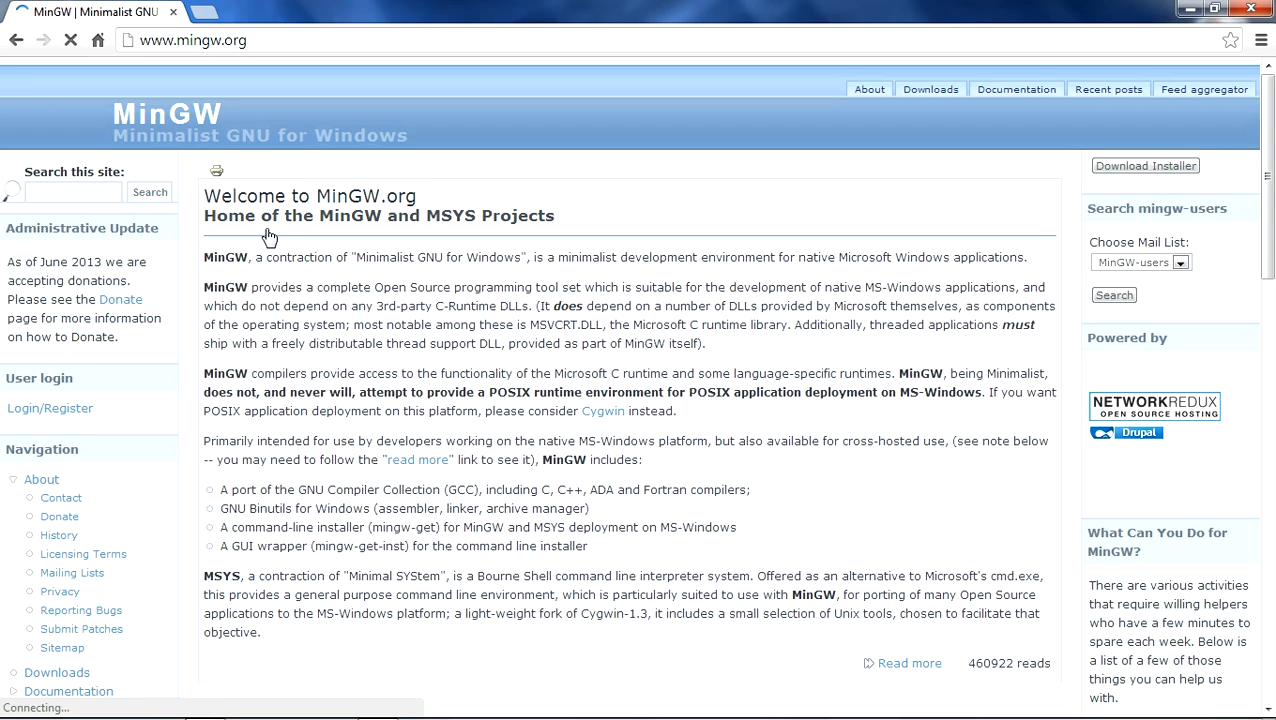 MinGW | Minimalist GNU
www.mingw.org
About
Downloads
Documentation
Recent posts
Feed aggregator
MinGW
Minimalist GNU for Windows
Search this site:
Search
Administrative Update
As of June 2013 we are
accepting donations.
Please see the Donate
page for more information
on how to Donate.
User login
Login/Register
Navigation
About
Contact
Donate
History
Licensing Terms
Mailing Lists
Privacy
Reporting Bugs
Submit Patches
Sitemap
Downloads
Documentation
Connecting...
Welcome to MinGW.org
Home of the MinGW and MSYS Projects
MinGW, a contraction of "Minimalist GNU for Windows", is a minimalist development environment for native Microsoft Windows applications.
MinGW provides a complete Open Source programming tool set which is suitable for the development of native MS-Windows applications, and
which do not depend on any 3rd-party C-Runtime DLLs. (It does depend on a number of DLLs provided by Microsoft themselves, as components
of the operating system; most notable among these is MSVCRT.DLL, the Microsoft C runtime library. Additionally, threaded applications must
ship with a freely distributable thread support DLL, provided as part of MinGW itself).
MinGW compilers provide access to the functionality of the Microsoft C runtime and some language-specific runtimes. MinGW, being Minimalist,
does not, and never will, attempt to provide a POSIX runtime environment for POSIX application deployment on MS-Windows. If you want
POSIX application deployment on this platform, please consider Cygwin instead.
Primarily intended for use by developers working on the native MS-Windows platform, but also available for cross-hosted use, (see note below
-- you may need to follow the "read more" link to see it), MinGW includes:
A port of the GNU Compiler Collection (GCC), including C, C++, ADA and Fortran compilers;
GNU Binutils for Windows (assembler, linker, archive manager)
A command-line installer (mingw-get) for MinGW and MSYS deployment on MS-Windows
A GUI wrapper (mingw-get-inst) for the command line installer
MSYS, a contraction of "Minimal SYStem", is a Bourne Shell command line interpreter system. Offered as an alternative to Microsoft's cmd.exe,
this provides a general purpose command line environment, which is particularly suited to use with MinGW, for porting of many Open Source
applications to the MS-Windows platform; a light-weight fork of Cygwin-1.3, it includes a small selection of Unix tools, chosen to facilitate that
objective.
Read more 460922 reads
Download Installer
Search mingw-users
Choose Mail List:
MinGW-users
Search
Powered by
NETWORKREDUX
OPEN SOURCE HOSTING
Drupal
What Can You Do for
MinGW?
There are various activities
that require willing helpers
who have a few minutes to
spare each week. Below is
a list of a few of those
things you can help us
with.